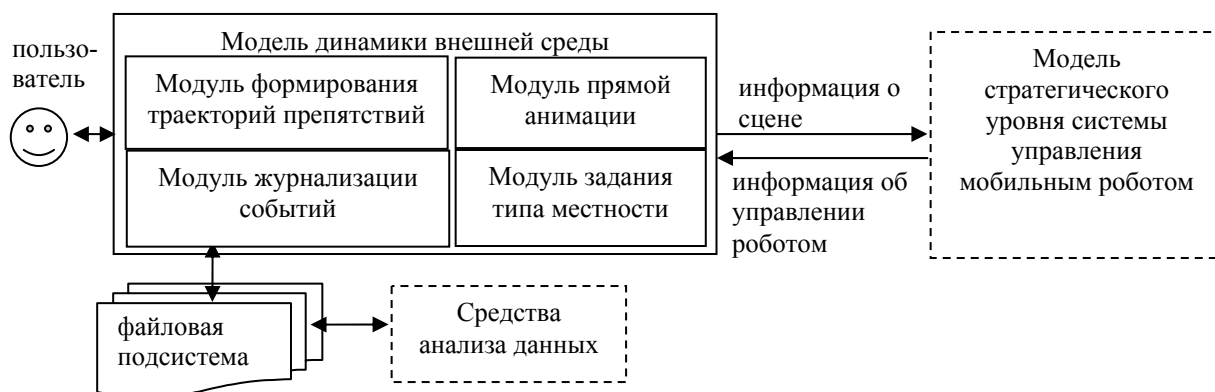 пользо-
ватель
Модель динамики внешней среды
Модуль формирования
траекторий препятствий
Модуль прямой
анимации
Модуль журнализации
событий
Модуль задания
типа местности
информация о
сцене
информация об
управлении
роботом
Модель
стратегического
уровня системы
управления
мобильным роботом
файловая
подсистема
Средства
анализа данных